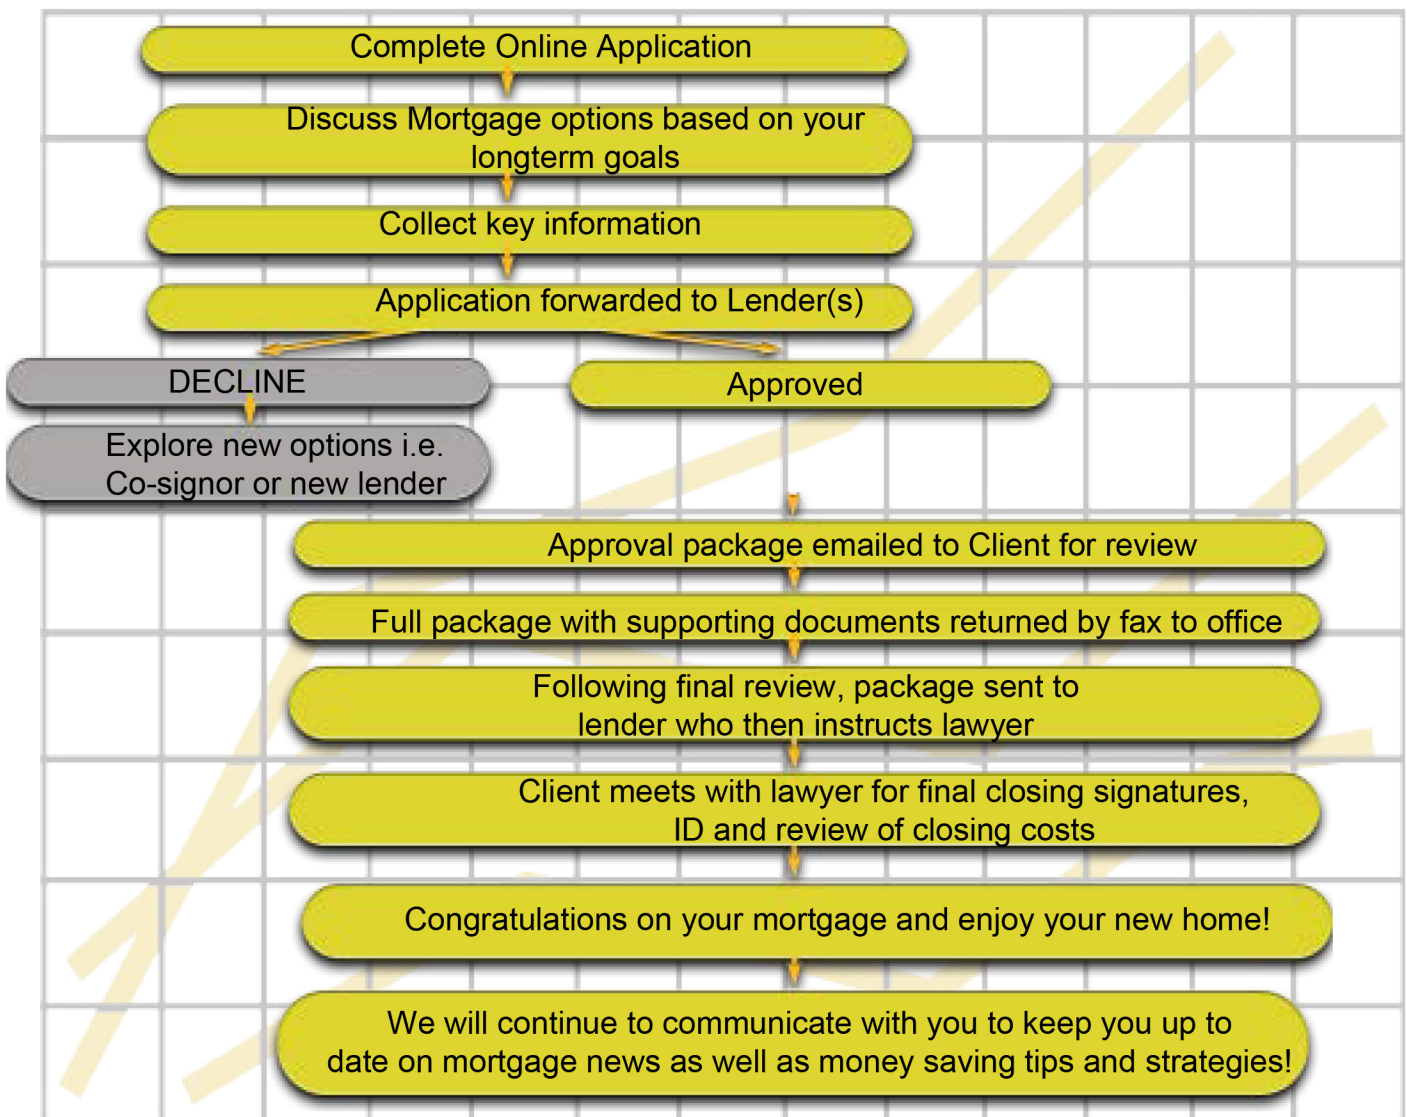 Complete Online Application
Discuss Mortgage options based on your
longterm goals
Collect key information
Application forwarded to Lender(s)
DECLINE
Approved
Explore new options i.e.
Co-signor or new lender
Approval package emailed to Client for review
Full package with supporting documents returned by fax to office
Following final review, package sent to
lender who then instructs lawyer
Client meets with lawyer for final closing signatures,
ID and review of closing costs
Congratulations on your mortgage and enjoy your new home!
We will continue to communicate with you to keep you up to
date on mortgage news as well as money saving tips and strategies!